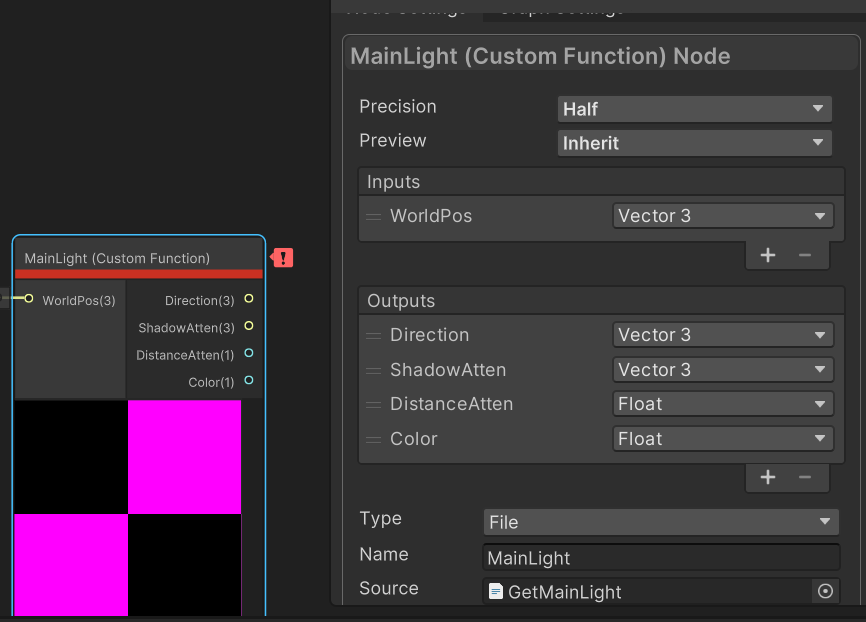 MainLight (Custom Function) Node
Precision
Half
Preview
Inherit
Inputs
WorldPos
Vector 3
+ −
Outputs
Direction
Vector 3
ShadowAtten
Vector 3
DistanceAtten
Float
Color
Float
+ −
Type
File
Name
MainLight
Source
GetMainLight
MainLight (Custom Function)
!
WorldPos(3)
Direction(3)
ShadowAtten(3)
DistanceAtten(1)
Color(1)